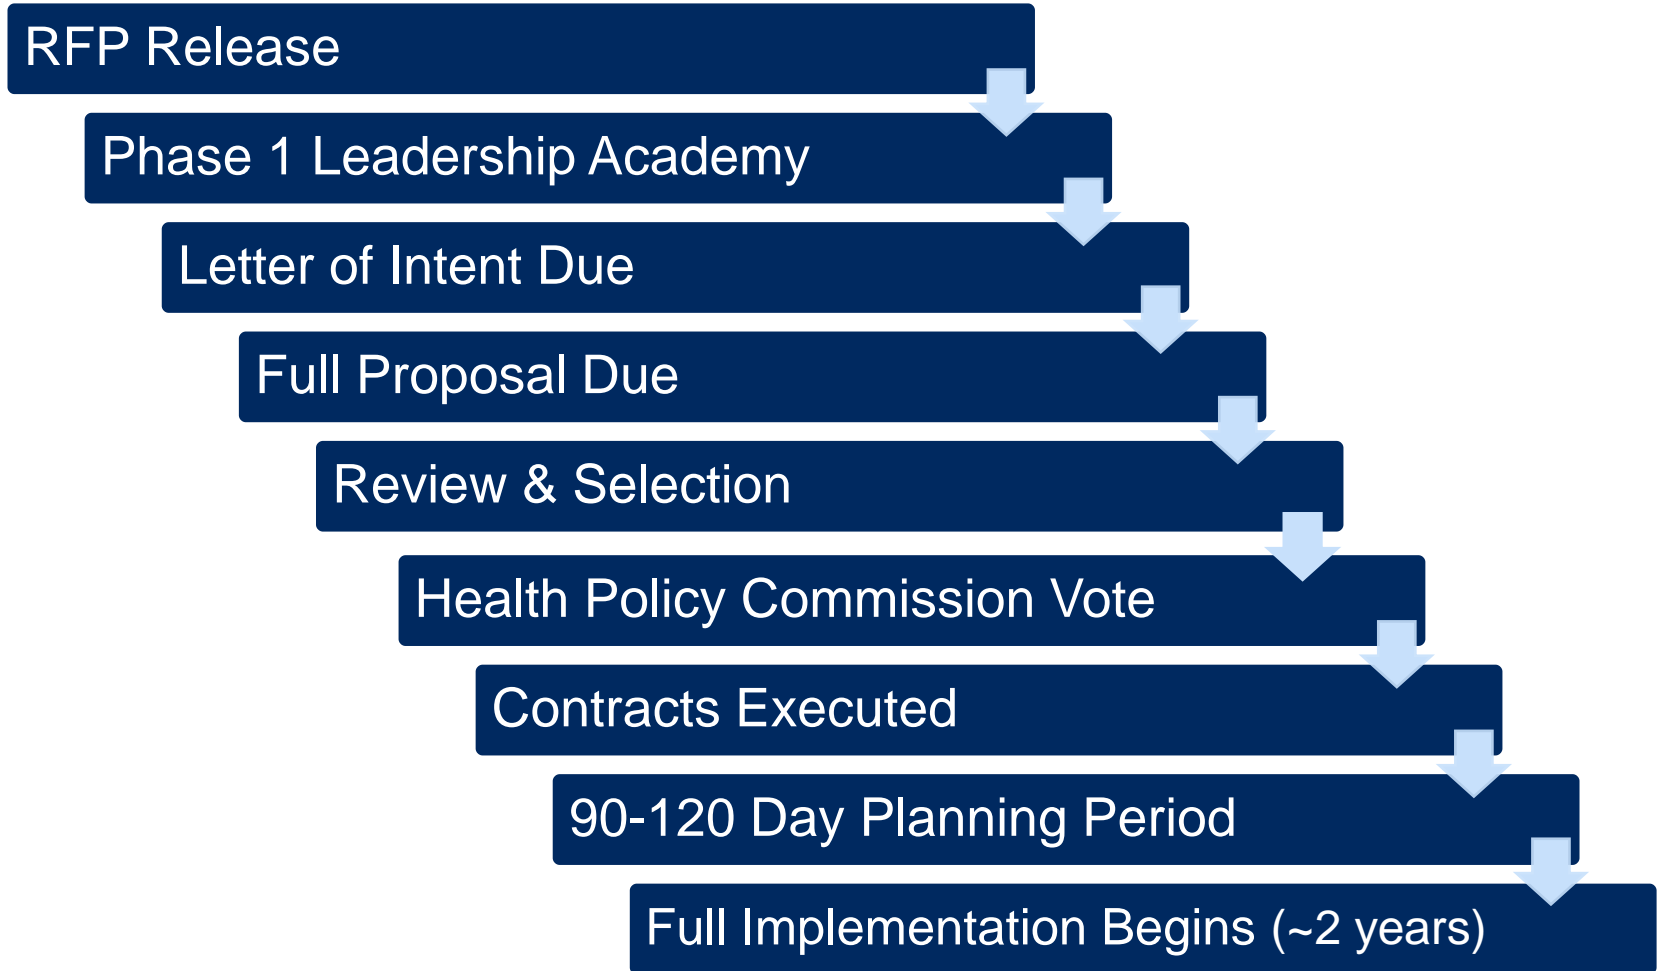 RFP Release
Phase 1 Leadership Academy
Letter of Intent Due
Full Proposal Due
Review & Selection
Health Policy Commission Vote
Contracts Executed
90-120 Day Planning Period
Full Implementation Begins (~2 years)